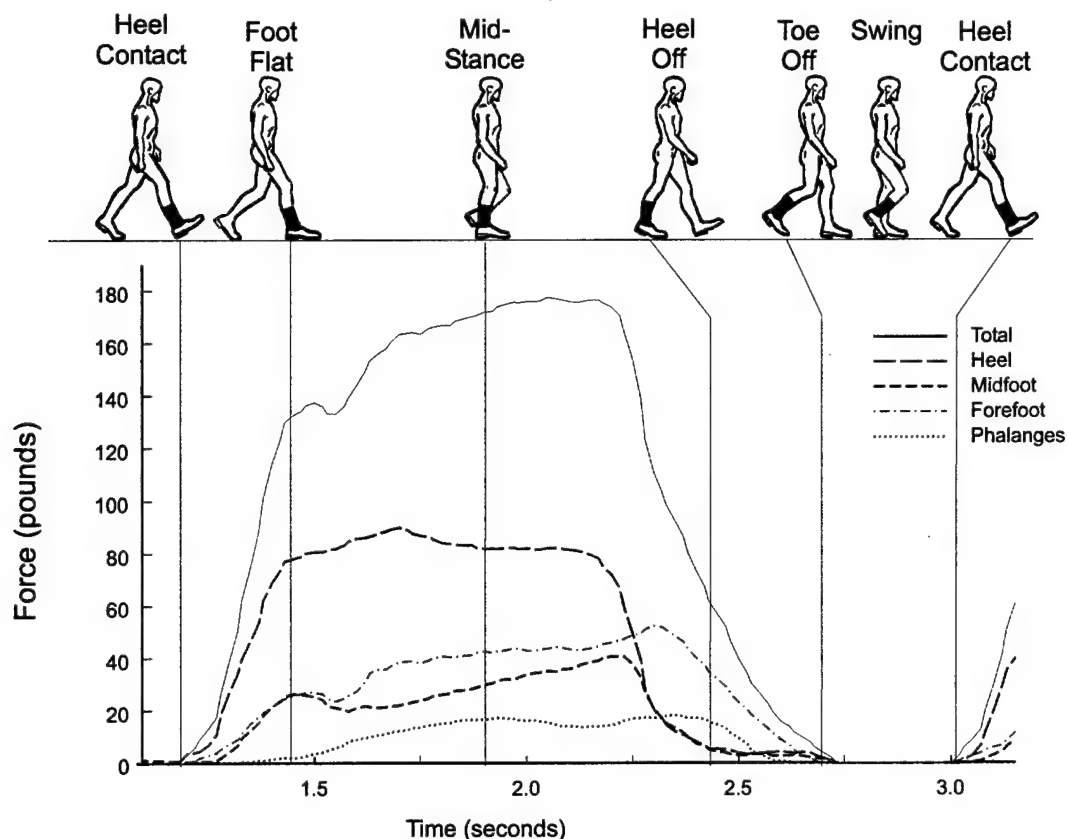 Heel
Contact
Foot
Flat
Mid-
Stance
Heel
Off
Toe
Off
Swing
Heel
Contact
180
160
140
120
100
80
60
40
20
0
Force (pounds)
Total
Heel
Midfoot
Forefoot
Phalanges
1.5
2.0
2.5
3.0
Time (seconds)